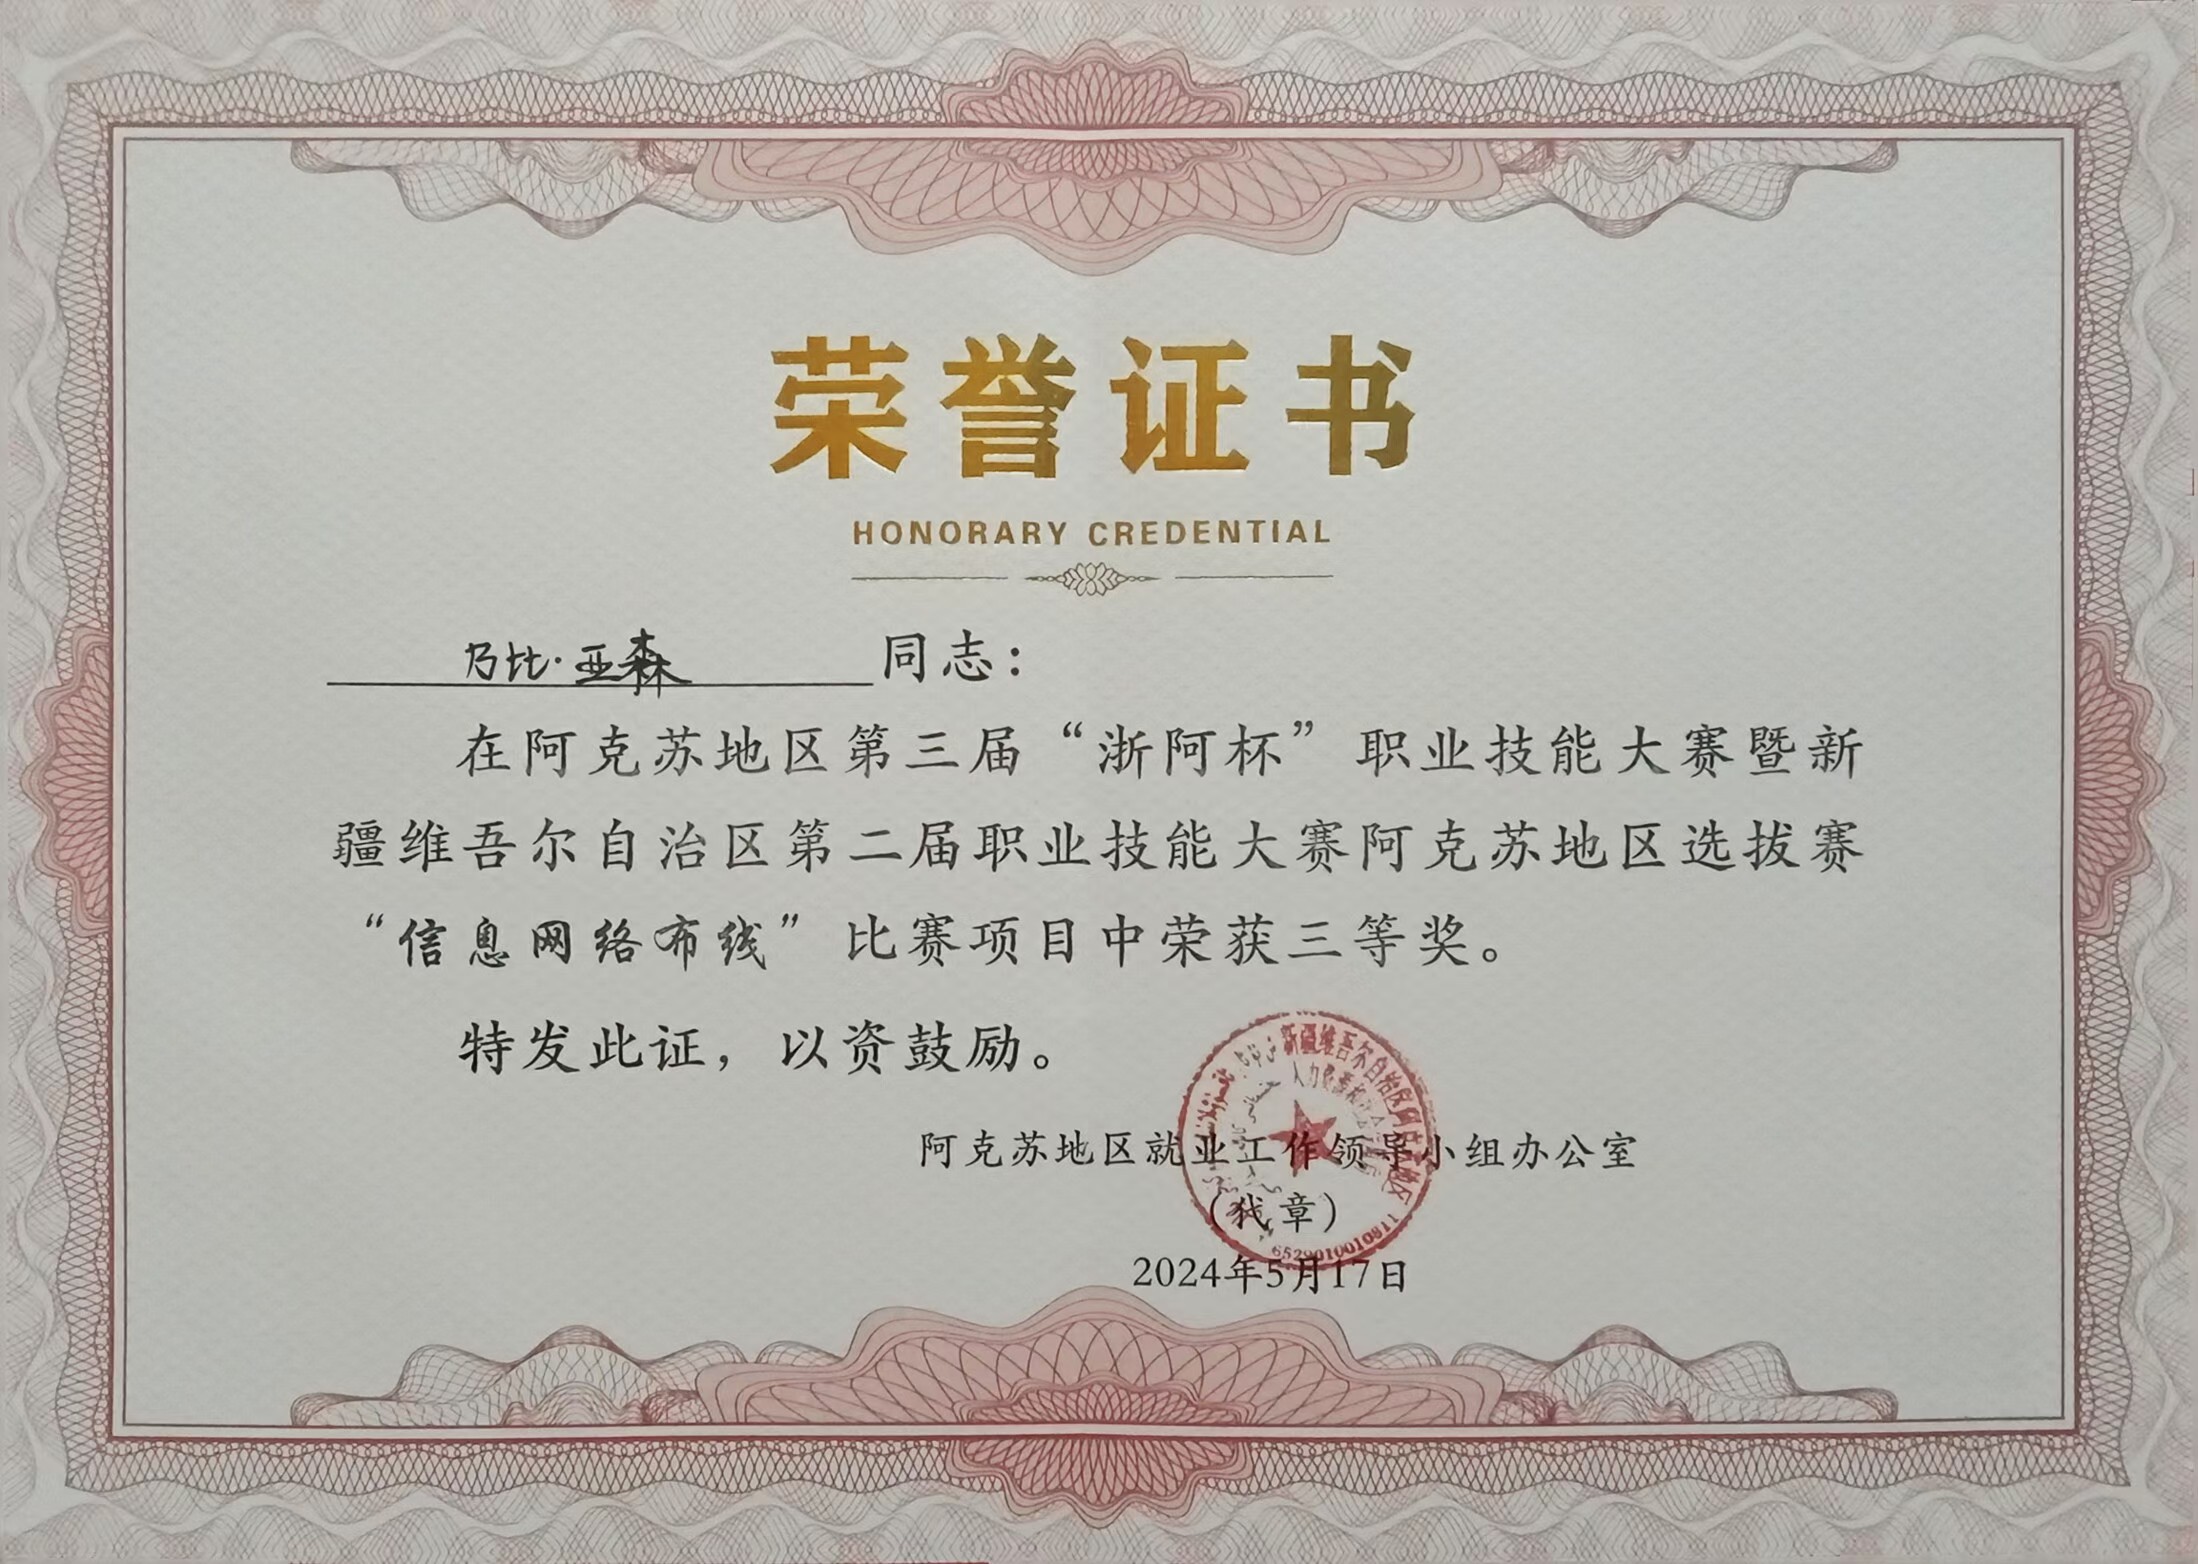 荣誉证书
HONORARY CREDENTIAL
乃比·亚森同志：
在阿克苏地区第三届“浙阿杯”职业技能大赛暨新
疆维吾尔自治区第二届职业技能大赛阿克苏地区选拔赛
“信息网络布线”比赛项目中荣获三等奖。
特发此证，以资鼓励。
阿克苏地区就业工作领导小组办公室
（代章）
2024年5月17日
新疆维吾尔自治区阿克苏地区
人力资源和社会
6529010010811